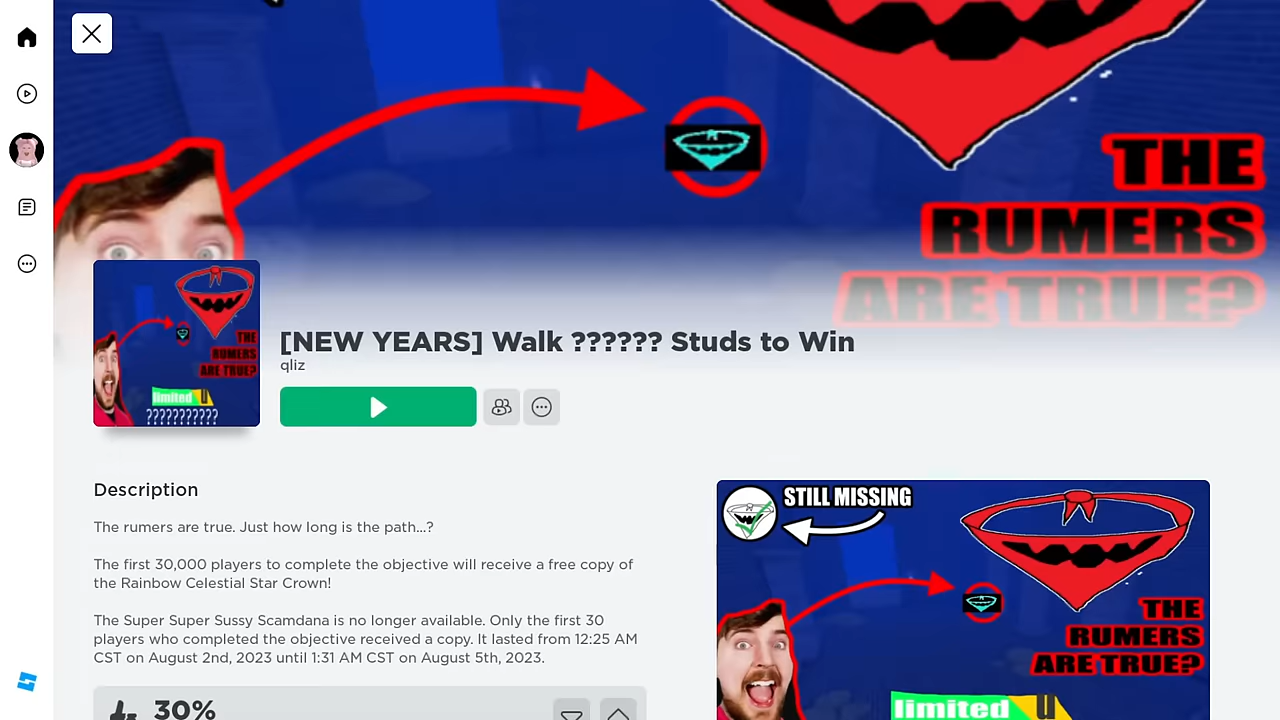 THE
RUMERS
ARE TRUE?
THE
RUMERS
ARE TRUE?
limited U
???????????
[NEW YEARS] Walk ?????? Studs to Win
qliz
Description
The rumers are true. Just how long is the path...?
The first 30,000 players to complete the objective will receive a free copy of
the Rainbow Celestial Star Crown!
The Super Super Sussy Scamdana is no longer available. Only the first 30
players who completed the objective received a copy. It lasted from 12:25 AM
CST on August 2nd, 2023 until 1:31 AM CST on August 5th, 2023.
30%
STILL MISSING
THE
RUMERS
ARE TRUE?
limited U